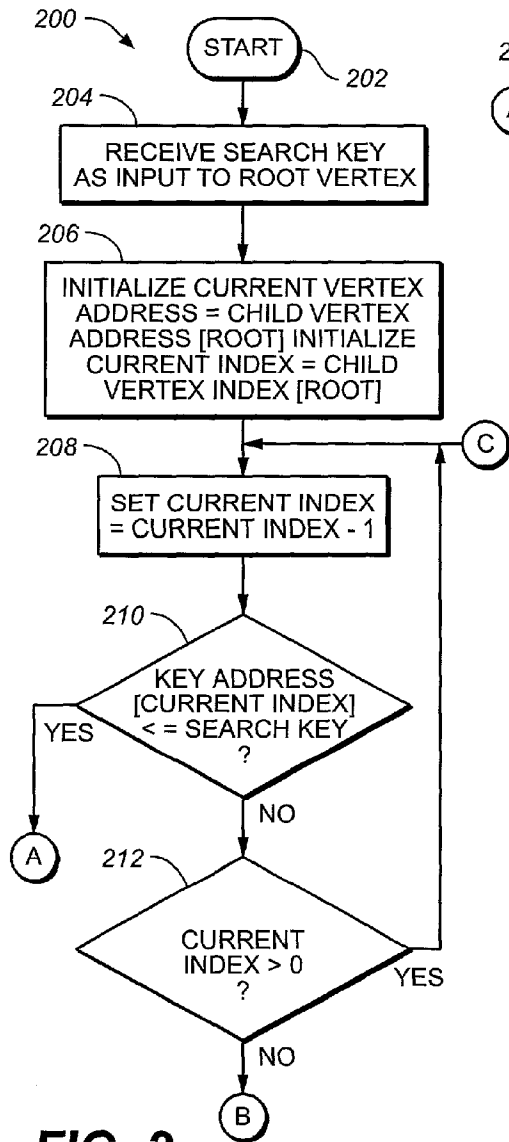 200
START
202
204
RECEIVE SEARCH KEY
AS INPUT TO ROOT VERTEX
206
INITIALIZE CURRENT VERTEX
ADDRESS = CHILD VERTEX
ADDRESS [ROOT] INITIALIZE
CURRENT INDEX = CHILD
VERTEX INDEX [ROOT]
C
208
SET CURRENT INDEX
= CURRENT INDEX - 1
210
KEY ADDRESS
[CURRENT INDEX]
< = SEARCH KEY
?
YES
NO
A
212
CURRENT
INDEX > 0
?
YES
NO
B